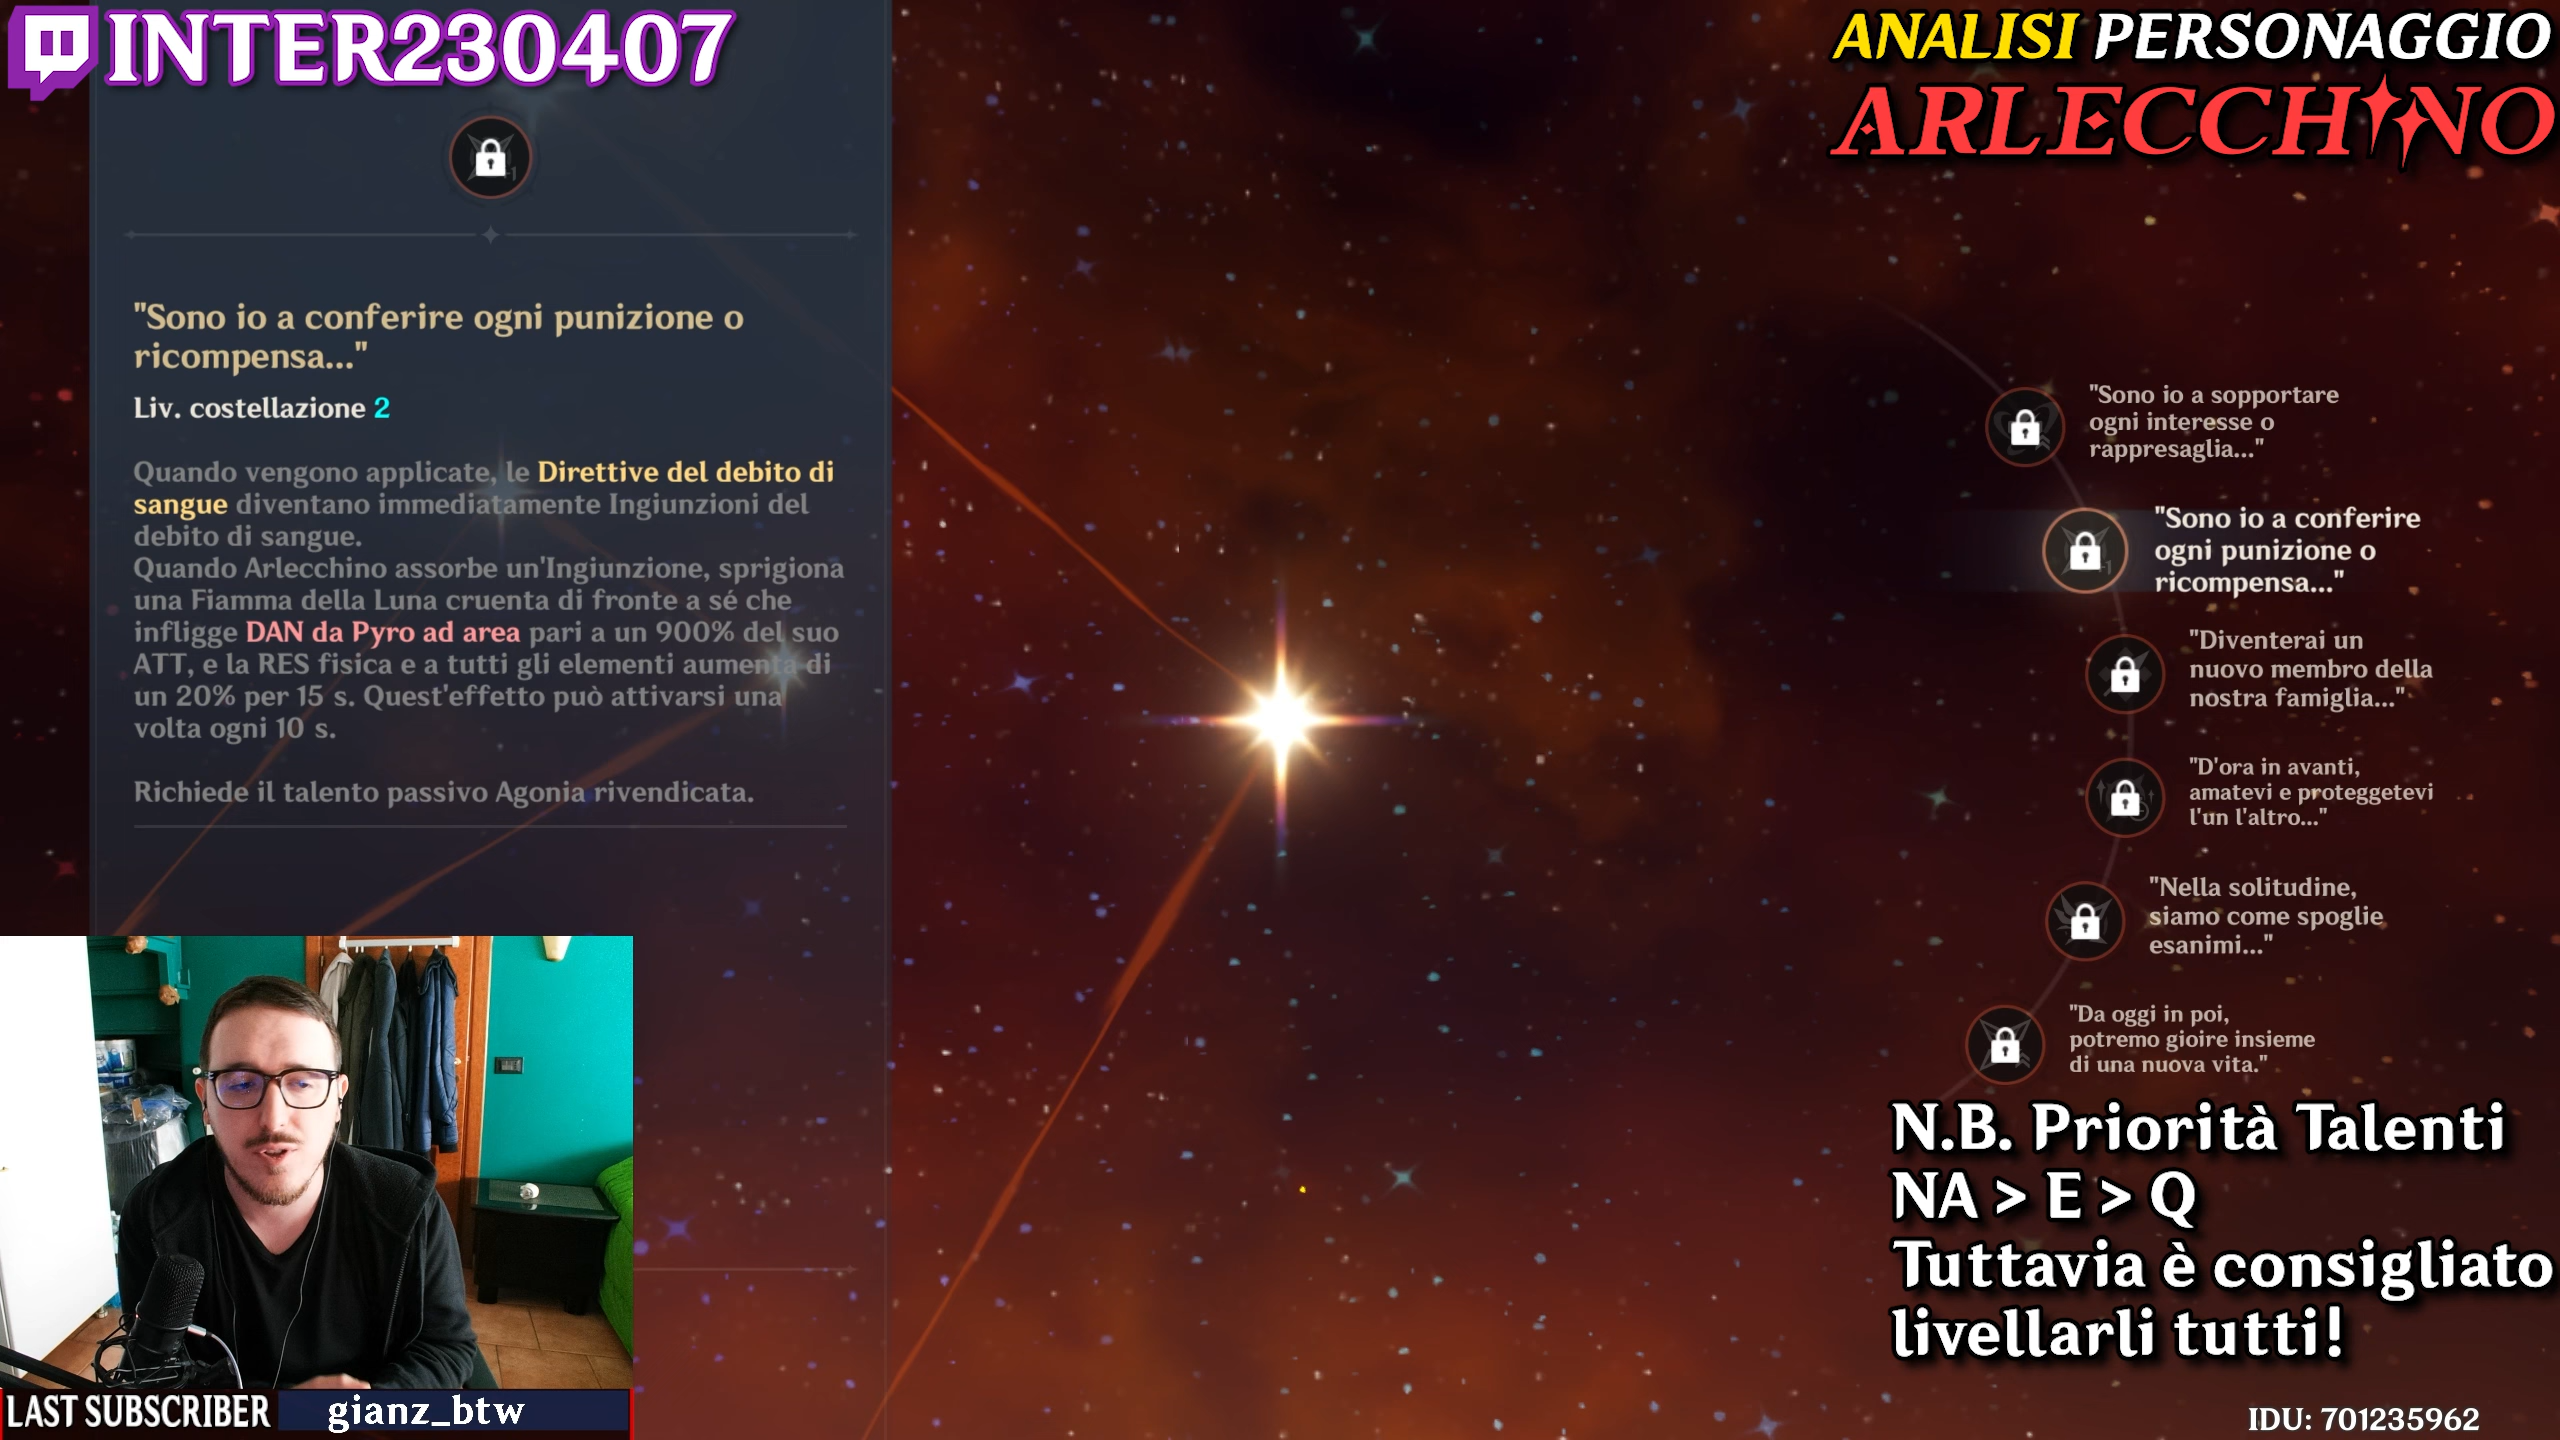 INTER230407
ANALISI PERSONAGGIO
ARLECCHINO
"Sono io a conferire ogni punizione o
ricompensa..."
Liv. costellazione 2
Quando vengono applicate, le Direttive del debito di
sangue diventano immediatamente Ingiunzioni del
debito di sangue.
Quando Arlecchino assorbe un'Ingiunzione, sprigiona
una Fiamma della Luna cruenta di fronte a sé che
infligge DAN da Pyro ad area pari a un 900% del suo
ATT, e la RES fisica e a tutti gli elementi aumenta di
un 20% per 15 s. Quest'effetto può attivarsi una
volta ogni 10 s.
Richiede il talento passivo Agonia rivendicata.
"Sono io a sopportare
ogni interesse o
rappresaglia..."
"Sono io a conferire
ogni punizione o
ricompensa..."
"Diventerai un
nuovo membro della
nostra famiglia..."
"D'ora in avanti,
amatevi e proteggetevi
l'un l'altro..."
"Nella solitudine,
siamo come spoglie
esanimi..."
"Da oggi in poi,
potremo gioire insieme
di una nuova vita."
N.B. Priorità Talenti
NA > E > Q
Tuttavia è consigliato
livellarli tutti!
LAST SUBSCRIBER gianz_btw
IDU: 701235962